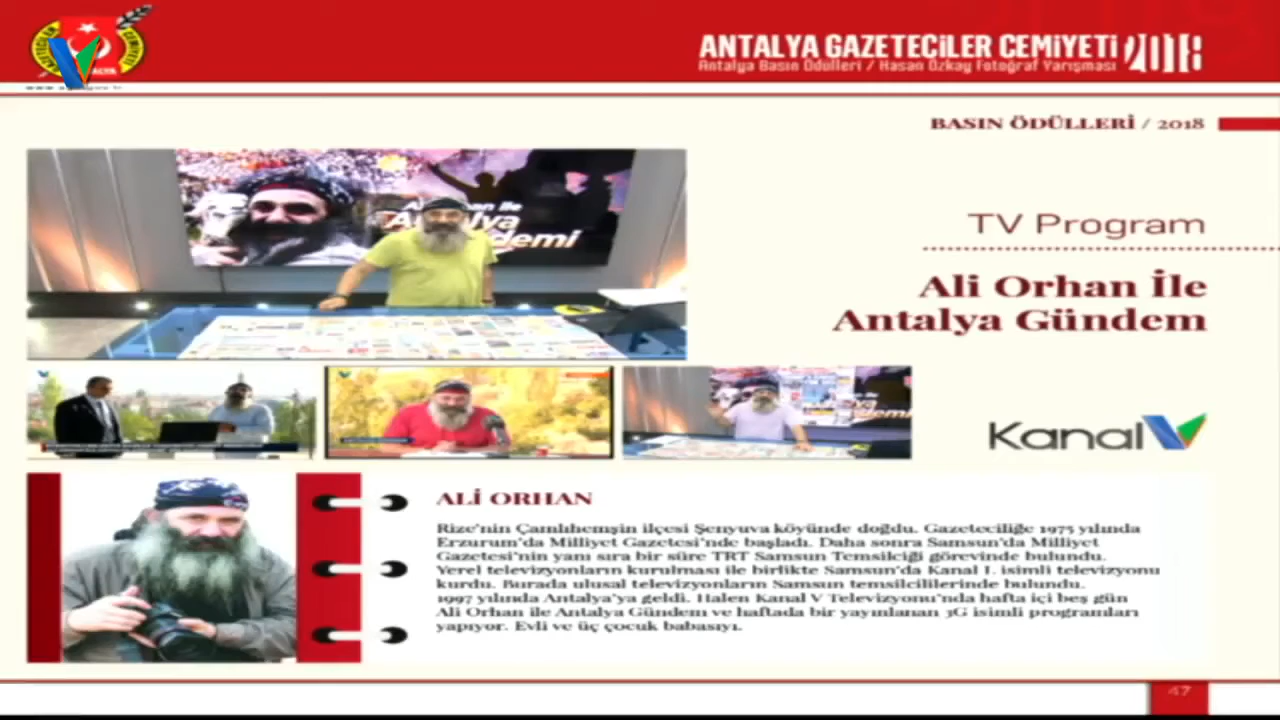 ANTALYA GAZETECİLER CEMİYETİ 2018
Antalya Basın Ödülleri / Hasan Özkay Fotoğraf Yarışması
BASIN ÖDÜLLERİ / 2018
TV Program
Ali Orhan İle
Antalya Gündem
Kanal V
ALİ ORHAN
Rize'nin Çamlıhemşin ilçesi Şenyuva köyünde doğdu. Gazeteciliğe 1975 yılında
Erzurum'da Milliyet Gazetesi'nde başladı. Daha sonra Samsun'da Milliyet
Gazetesi'nin yanı sıra bir süre TRT Samsun Temsilciği görevinde bulundu.
Yerel televizyonların kurulması ile birlikte Samsun'da Kanal L isimli televizyonu
kurdu. Burada ulusal televizyonların Samsun temsilcililerinde bulundu.
1997 yılında Antalya'ya geldi. Halen Kanal V Televizyonu'nda hafta içi beş gün
Ali Orhan ile Antalya Gündem ve haftada bir yayınlanan 3G isimli programları
yapıyor. Evli ve üç çocuk babasıyı.
47